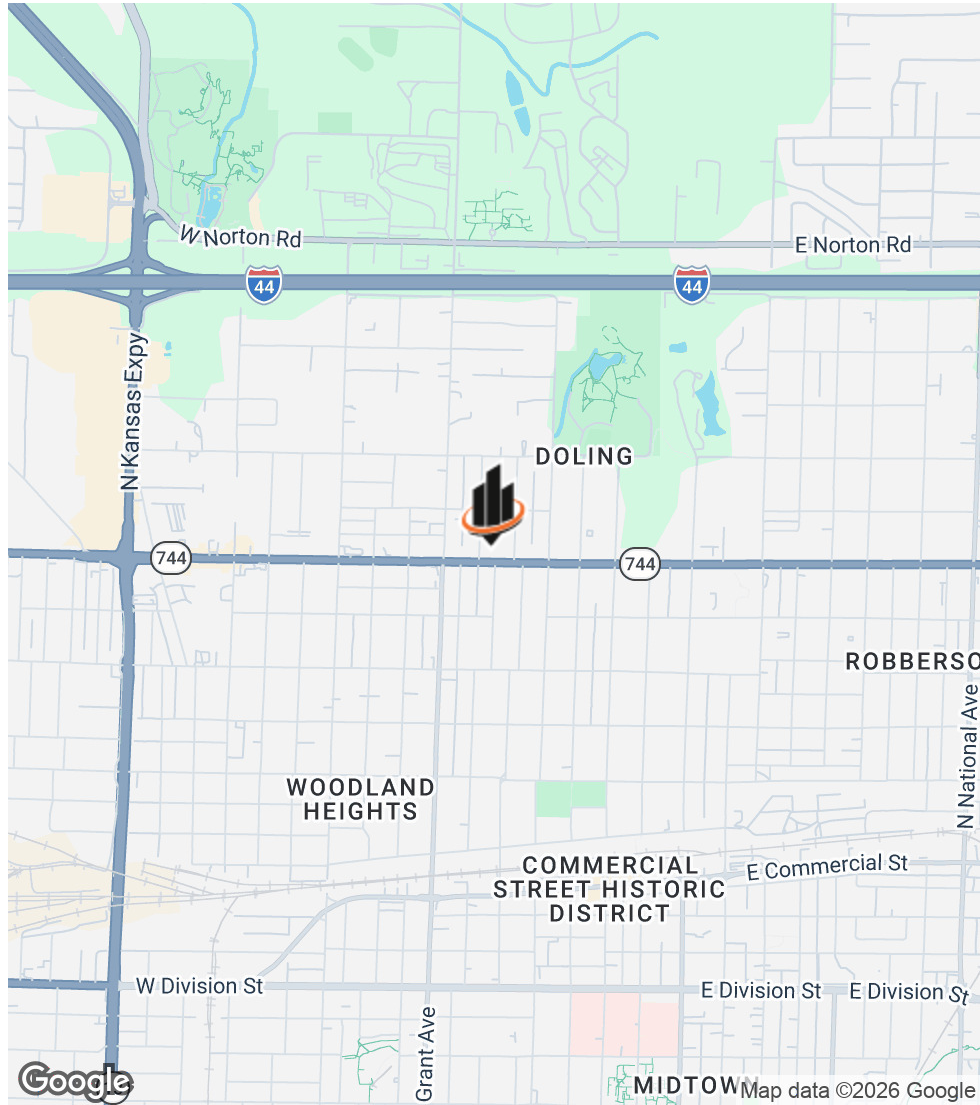 W Norton Rd
E Norton Rd
44
44
N Kansas Expy
DOLING
744
744
ROBBERSO
N National Ave
WOODLAND
HEIGHTS
COMMERCIAL
STREET HISTORIC
DISTRICT
E Commercial St
W Division St
E Division St
E Division St
Grant Ave
Google
MIDTOWN
Map data ©2026 Google